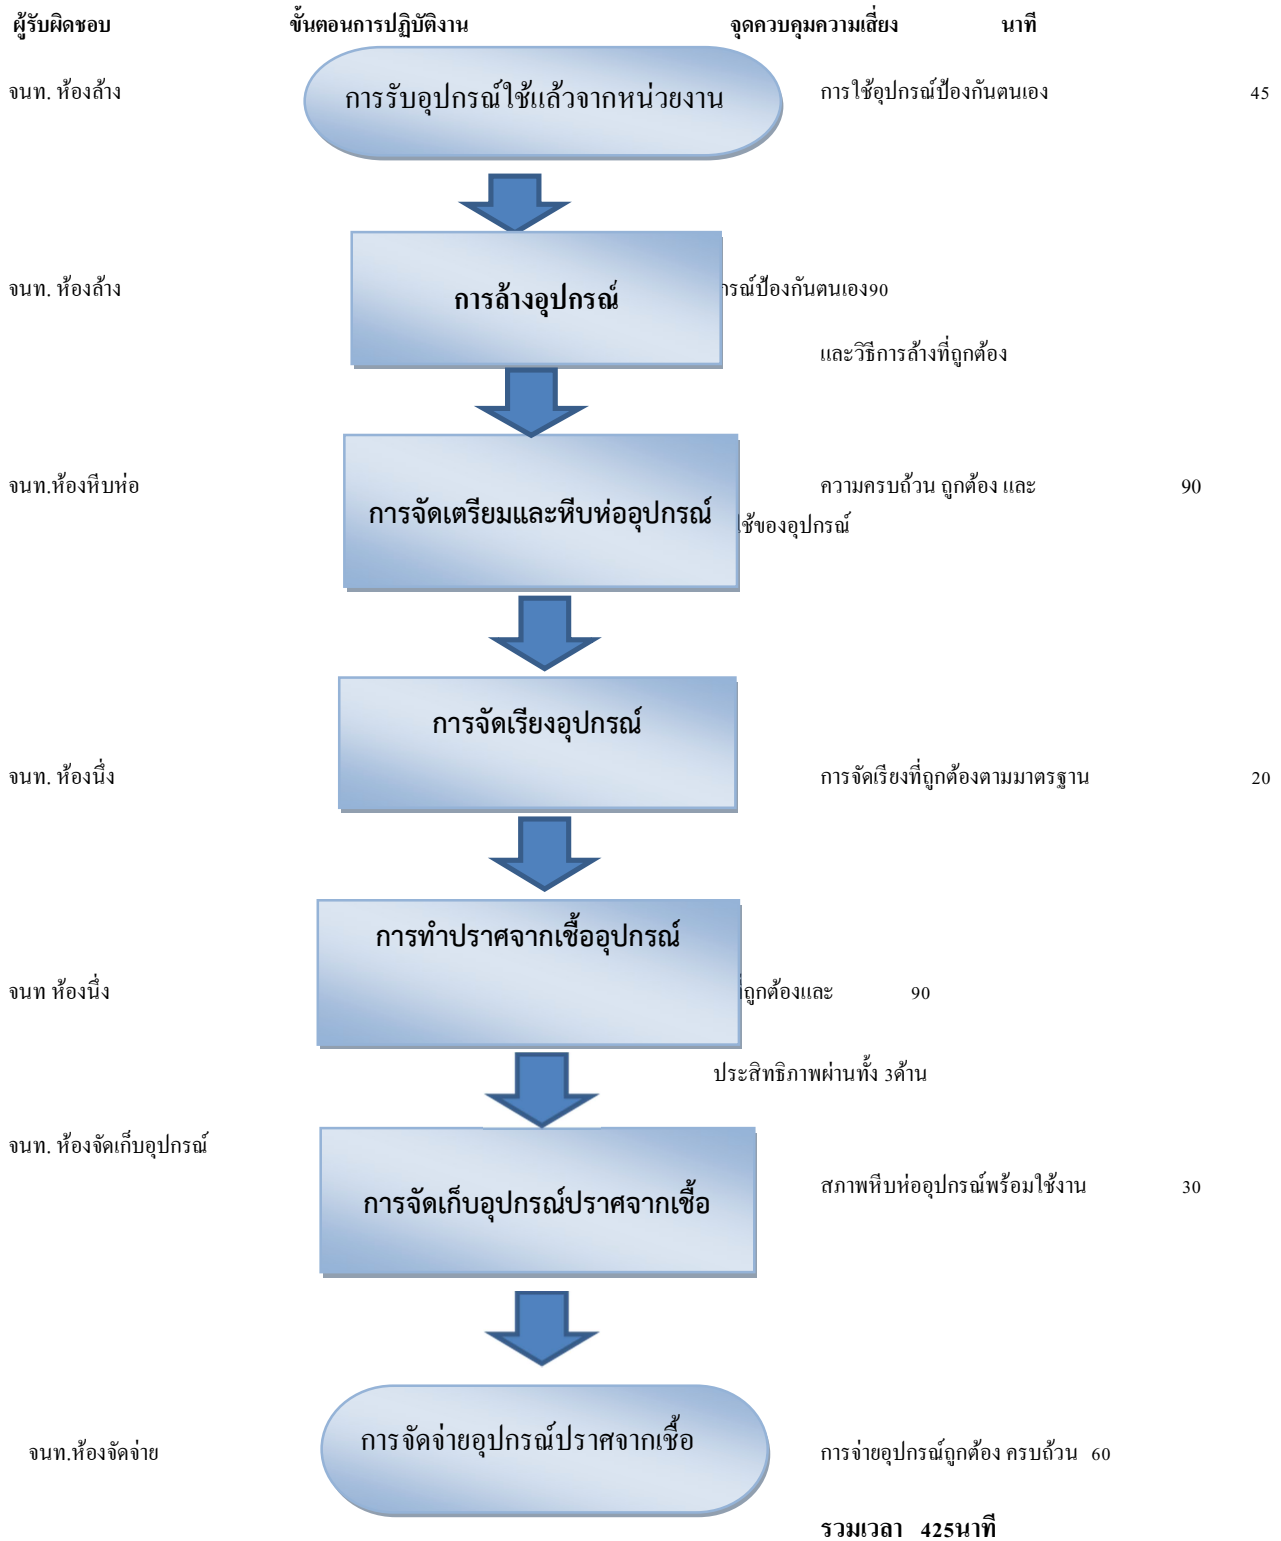 ผู้รับผิดชอบ ขั้นตอนการปฏิบัติงาน จุดควบคุมความเสี่ยง นาที
จนท. ห้องล้าง การรับอุปกรณ์ใช้แล้วจากหน่วยงาน การใช้อุปกรณ์ป้องกันตนเอง 45
จนท. ห้องล้าง การล้างอุปกรณ์ ป้องกันตนเอง90
และวิธีการล้างที่ถูกต้อง
จนท.ห้องหีบห่อ ความครบถ้วน ถูกต้อง และ 90
การจัดเตรียมและหีบห่ออุปกรณ์ ของอุปกรณ์
การจัดเรียงอุปกรณ์
จนท. ห้องนึ่ง การจัดเรียงที่ถูกต้องตามมาตรฐาน 20
การทำปราศจากเชื้ออุปกรณ์
จนท ห้องนึ่ง ถูกต้องและ 90
ประสิทธิภาพผ่านทั้ง 3ด้าน
จนท. ห้องจัดเก็บอุปกรณ์
การจัดเก็บอุปกรณ์ปราศจากเชื้อ สภาพหีบห่ออุปกรณ์พร้อมใช้งาน 30
การจัดจ่ายอุปกรณ์ปราศจากเชื้อ
จนท.ห้องจัดจ่าย การจ่ายอุปกรณ์ถูกต้อง ครบถ้วน 60
รวมเวลา 425นาที